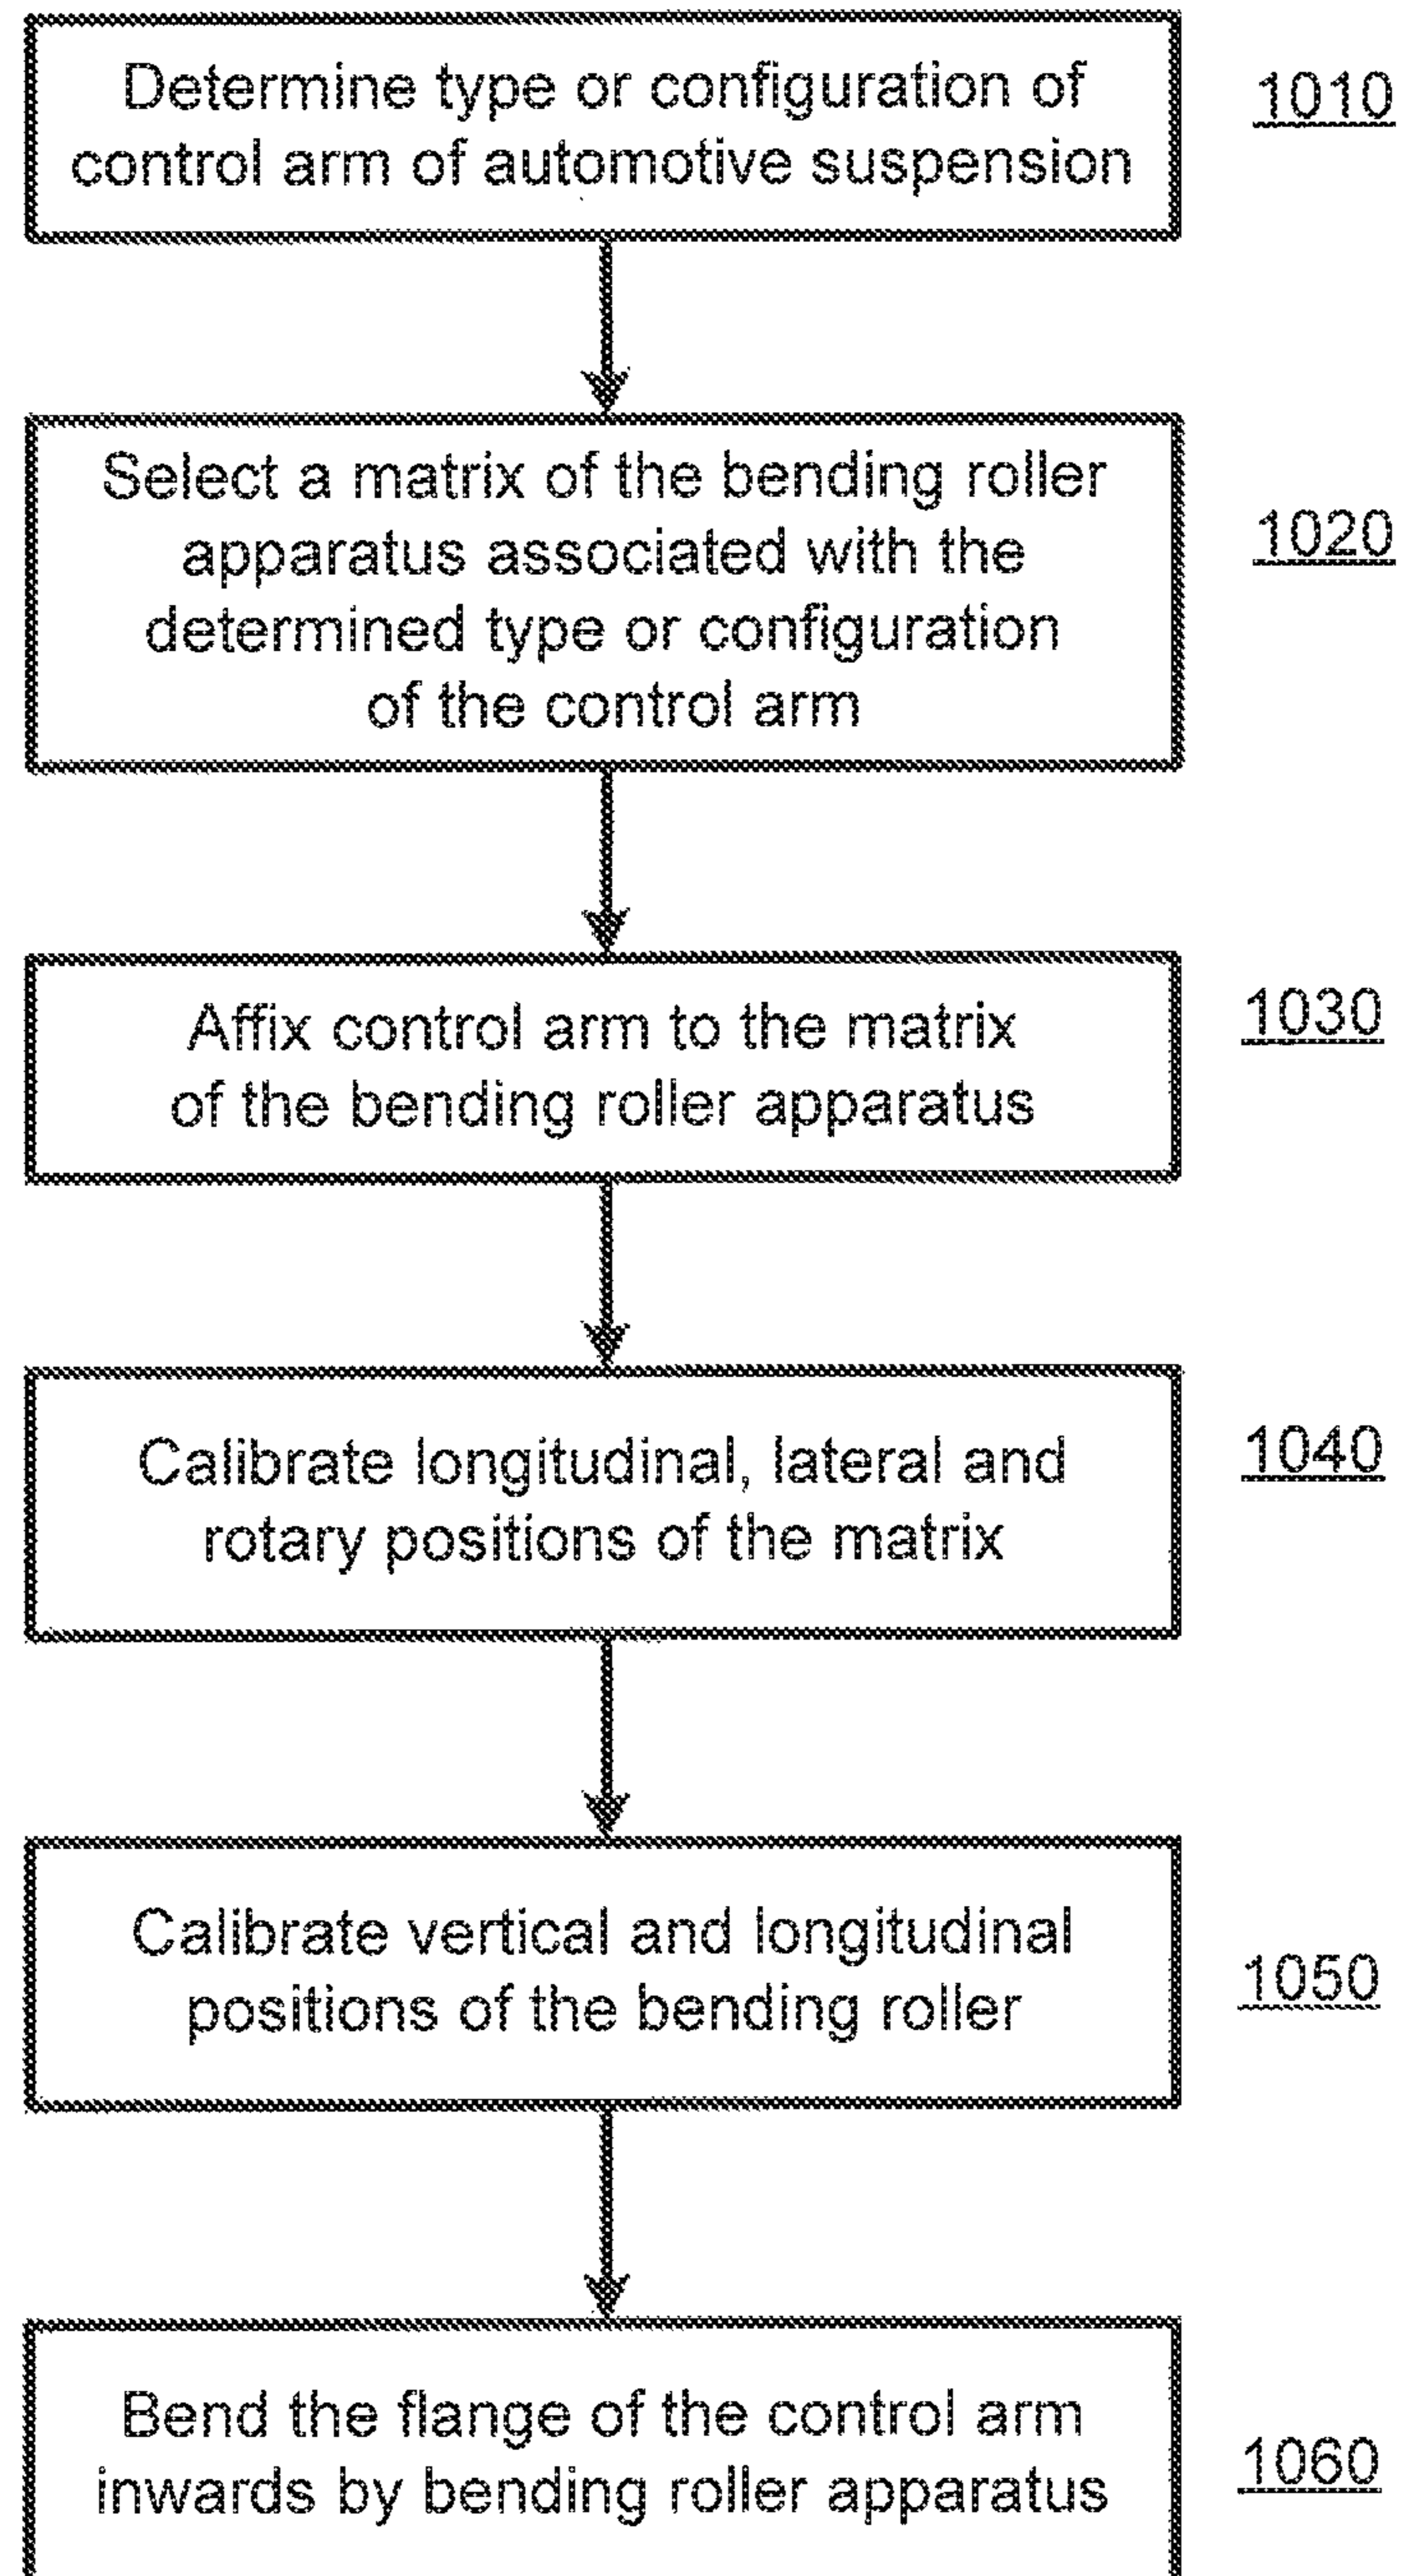 Determine type or configuration of
control arm of automotive suspension
1010
Select a matrix of the bending roller
apparatus associated with the
determined type or configuration
of the control arm
1020
Affix control arm to the matrix
of the bending roller apparatus
1030
Calibrate longitudinal, lateral and
rotary positions of the matrix
1040
Calibrate vertical and longitudinal
positions of the bending roller
1050
Bend the flange of the control arm
inwards by bending roller apparatus
1060